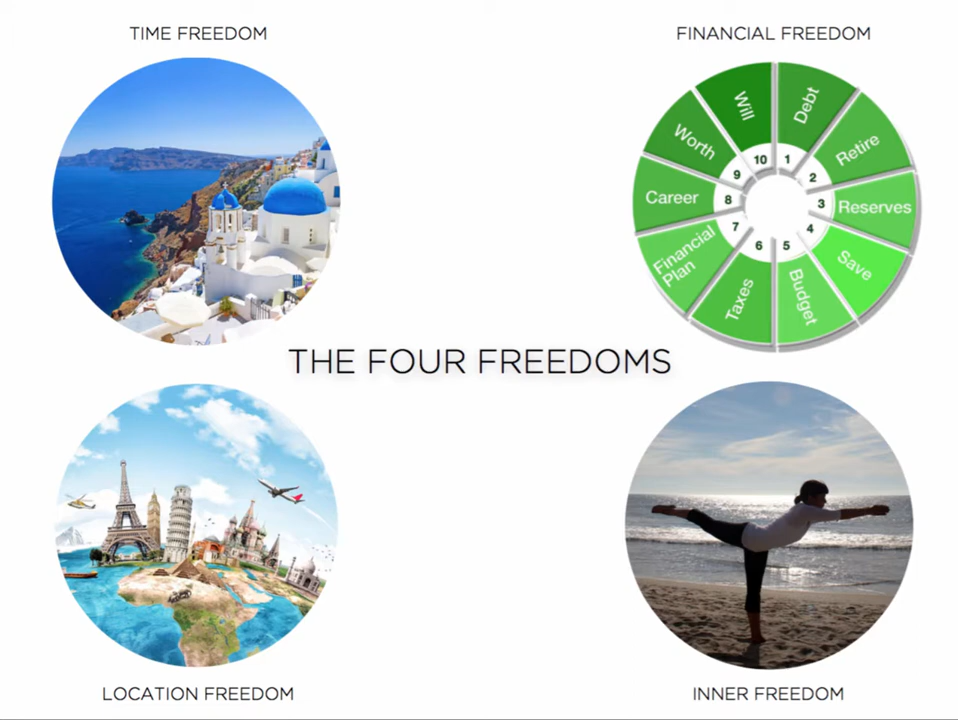 TIME FREEDOM
FINANCIAL FREEDOM
Will
Debt
Worth
Retire
10
1
9
2
Career
8
3
Reserves
7
4
Financial
Plan
6
5
Save
Taxes
Budget
THE FOUR FREEDOMS
LOCATION FREEDOM
INNER FREEDOM